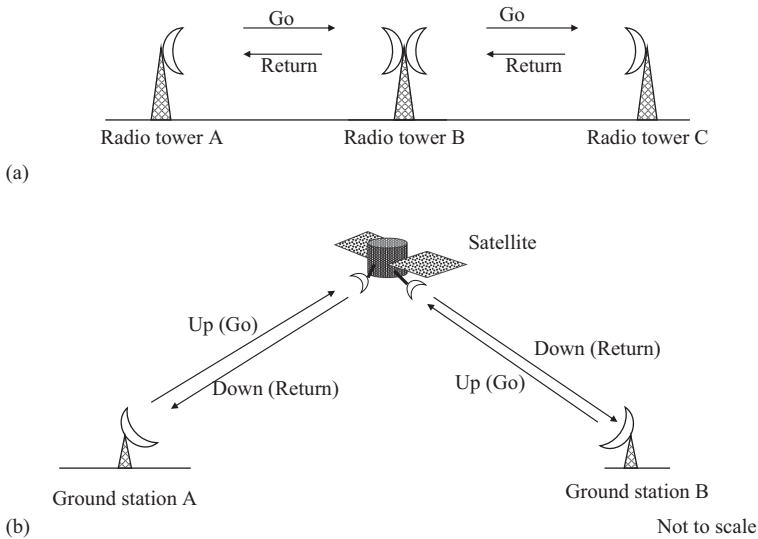 Go
Go
Return
Return
Radio tower A
Radio tower B
Radio tower C
(a)
Satellite
Up (Go)
Down (Return)
Down (Return)
Up (Go)
Ground station A
Ground station B
(b)
Not to scale